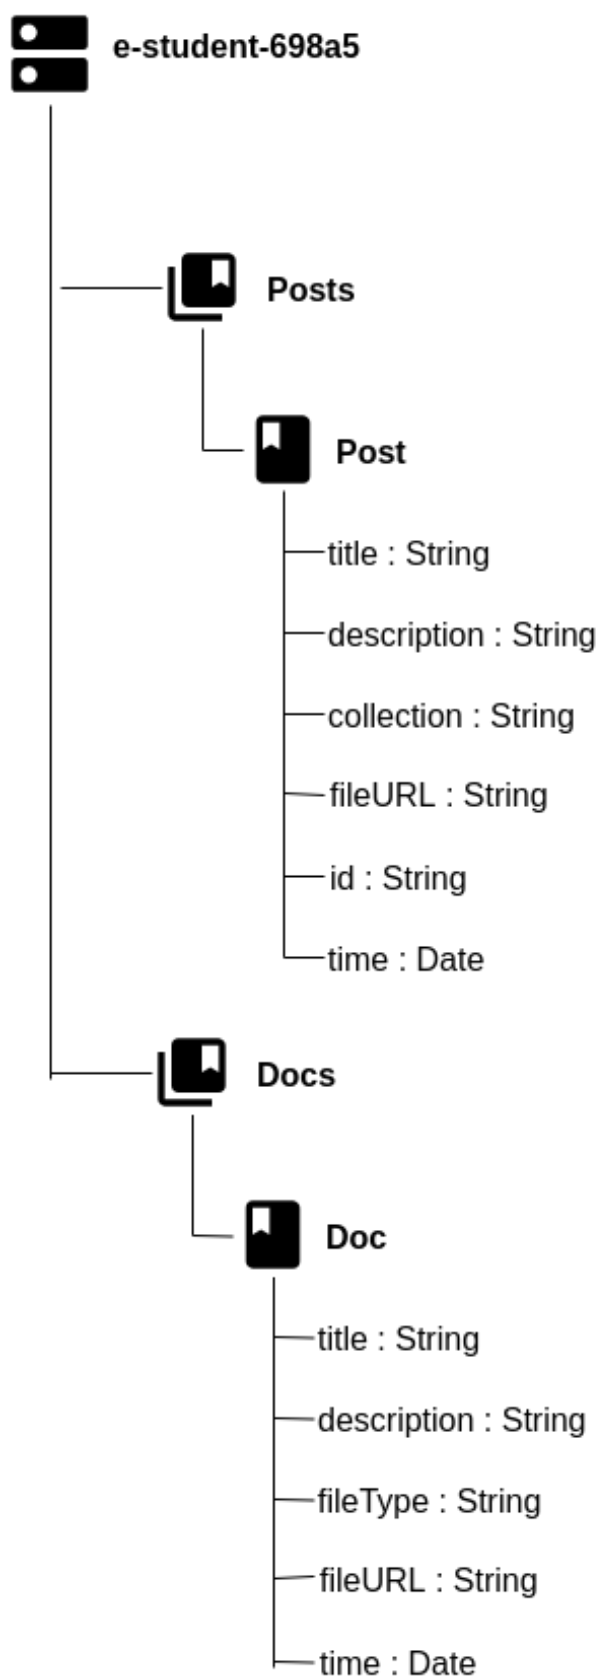 e-student-698a5
Posts
Post
title : String
description : String
collection : String
fileURL : String
id : String
time : Date
Docs
Doc
title : String
description : String
fileType : String
fileURL : String
time : Date